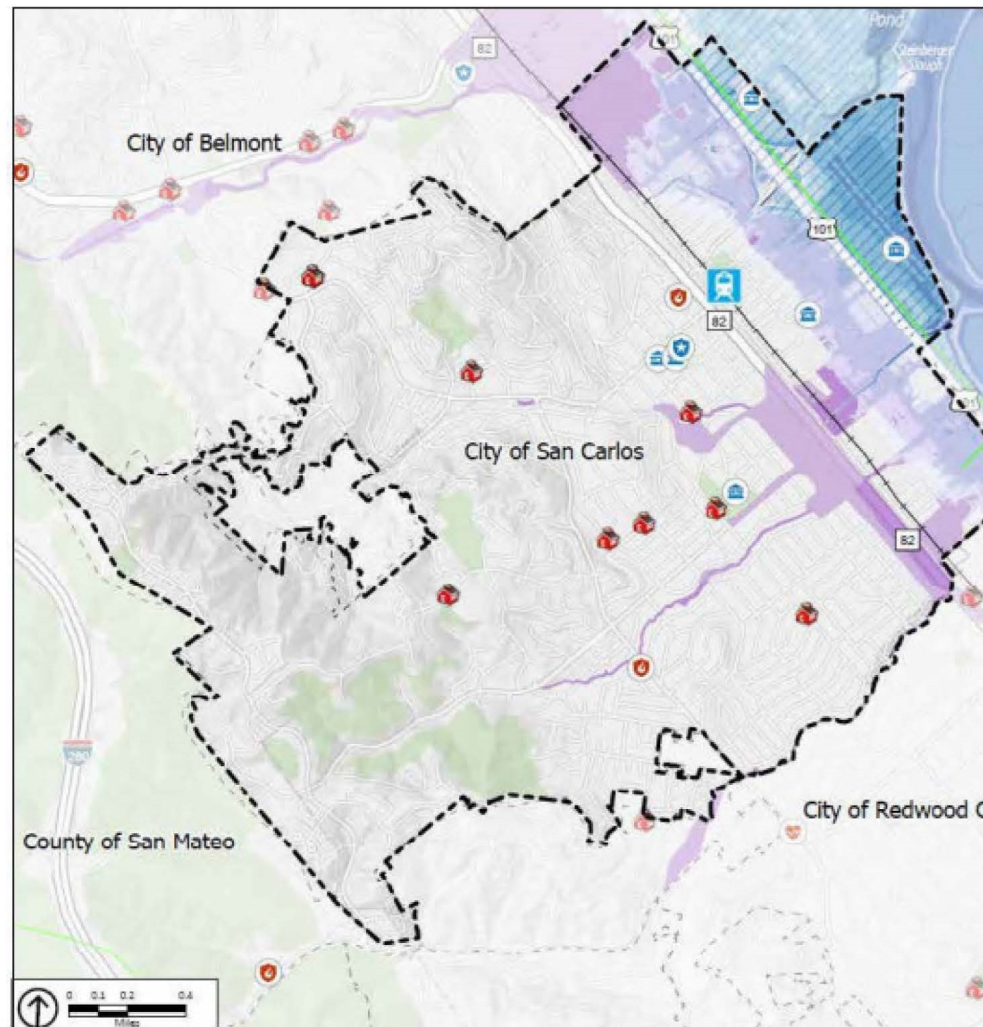 101
Pond
Steinberger
Slough
82
City of Belmont
101
82
City of San Carlos
101
82
280
County of San Mateo
City of Redwood C
0 0.1 0.2 0.4
Miles